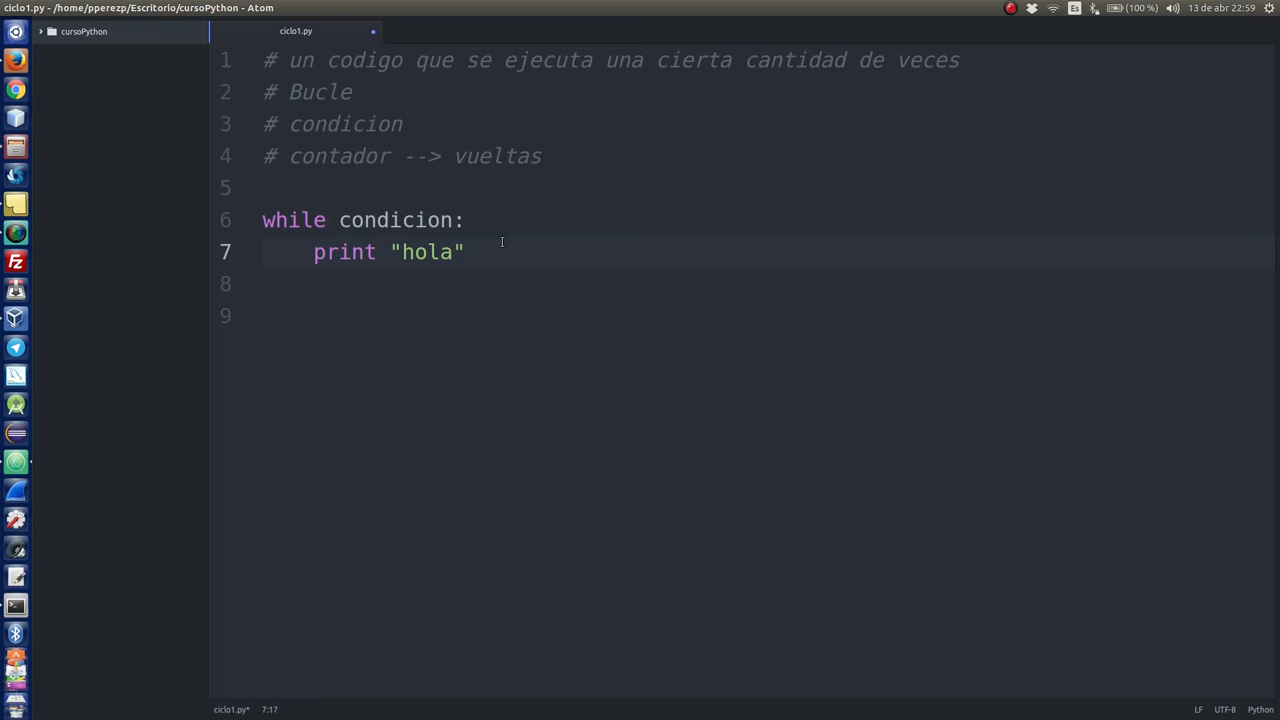 ciclo1.py - /home/pperezp/Escritorio/cursoPython - Atom
Es
(100 %)
13 de abr 22:59
cursoPython
ciclo1.py
1 # un codigo que se ejecuta una cierta cantidad de veces
2 # Bucle
3 # condicion
4 # contador --> vueltas
5
6 while condicion:
7     print "hola"
8
9
ciclo1.py* 7:17
LF UTF-8 Python